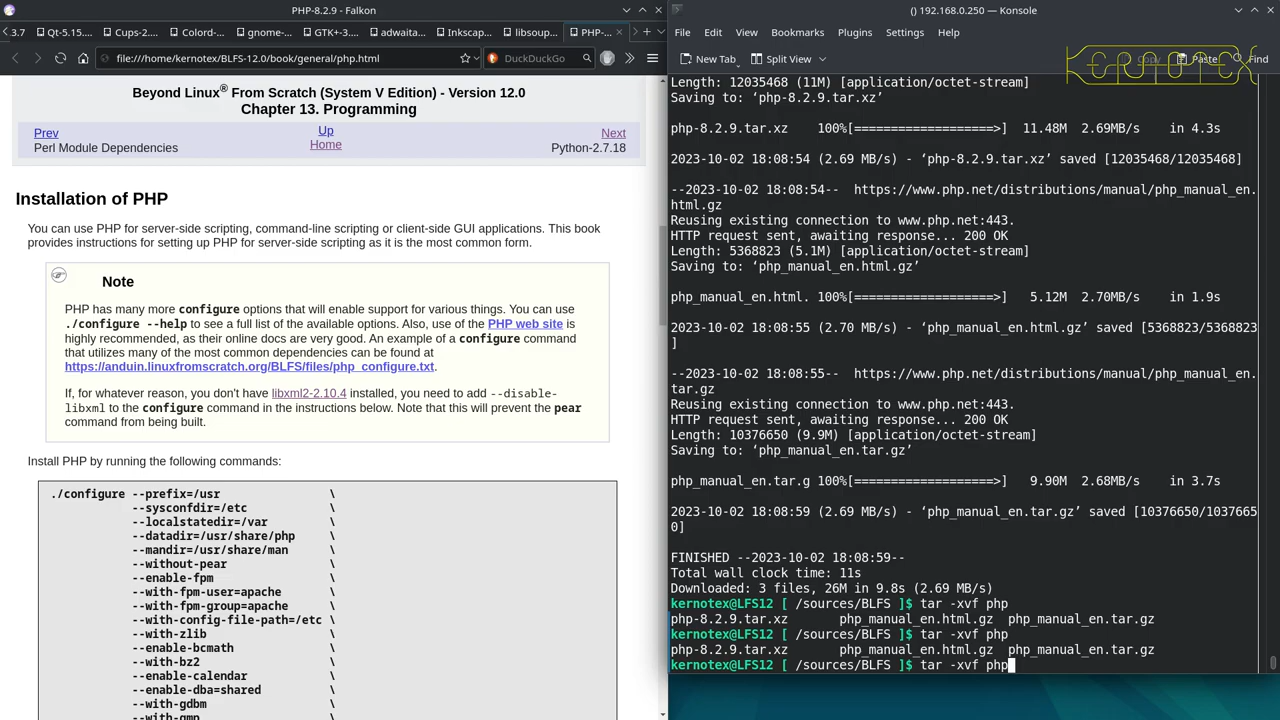 PHP-8.2.9 - Falkon
3.7
Qt-5.15....
Cups-2....
Colord-...
gnome-...
GTK+-3....
adwaita...
Inkscap...
libsoup...
PHP-...
file:///home/kernotex/BLFS-12.0/book/general/php.html
DuckDuckGo
Beyond Linux® From Scratch (System V Edition) - Version 12.0
Chapter 13. Programming
Prev
Up
Next
Perl Module Dependencies
Home
Python-2.7.18
Installation of PHP
You can use PHP for server-side scripting, command-line scripting or client-side GUI applications. This book
provides instructions for setting up PHP for server-side scripting as it is the most common form.
Note
PHP has many more configure options that will enable support for various things. You can use
./configure --help to see a full list of the available options. Also, use of the PHP web site is
highly recommended, as their online docs are very good. An example of a configure command
that utilizes many of the most common dependencies can be found at
https://anduin.linuxfromscratch.org/BLFS/files/php_configure.txt.
If, for whatever reason, you don't have libxml2-2.10.4 installed, you need to add --disable-
libxml to the configure command in the instructions below. Note that this will prevent the pear
command from being built.
Install PHP by running the following commands:
./configure --prefix=/usr \
--sysconfdir=/etc \
--localstatedir=/var \
--datadir=/usr/share/php \
--mandir=/usr/share/man \
--without-pear \
--enable-fpm \
--with-fpm-user=apache \
--with-fpm-group=apache \
--with-config-file-path=/etc \
--with-zlib \
--enable-bcmath \
--with-bz2 \
--enable-calendar \
--enable-dba=shared \
--with-gdbm \
--with-gmp \
() 192.168.0.250 — Konsole
File Edit View Bookmarks Plugins Settings Help
New Tab
Split View
Copy
Paste
Find
KERNOTEX
Length: 12035468 (11M) [application/octet-stream]
Saving to: ‘php-8.2.9.tar.xz’
php-8.2.9.tar.xz 100%[===================>] 11.48M 2.69MB/s in 4.3s
2023-10-02 18:08:54 (2.69 MB/s) - ‘php-8.2.9.tar.xz’ saved [12035468/12035468]
--2023-10-02 18:08:54-- https://www.php.net/distributions/manual/php_manual_en.
html.gz
Reusing existing connection to www.php.net:443.
HTTP request sent, awaiting response... 200 OK
Length: 5368823 (5.1M) [application/octet-stream]
Saving to: ‘php_manual_en.html.gz’
php_manual_en.html. 100%[===================>] 5.12M 2.70MB/s in 1.9s
2023-10-02 18:08:55 (2.70 MB/s) - ‘php_manual_en.html.gz’ saved [5368823/5368823
]
--2023-10-02 18:08:55-- https://www.php.net/distributions/manual/php_manual_en.
tar.gz
Reusing existing connection to www.php.net:443.
HTTP request sent, awaiting response... 200 OK
Length: 10376650 (9.9M) [application/octet-stream]
Saving to: ‘php_manual_en.tar.gz’
php_manual_en.tar.g 100%[===================>] 9.90M 2.68MB/s in 3.7s
2023-10-02 18:08:59 (2.69 MB/s) - ‘php_manual_en.tar.gz’ saved [10376650/1037665
0]
FINISHED --2023-10-02 18:08:59--
Total wall clock time: 11s
Downloaded: 3 files, 26M in 9.8s (2.69 MB/s)
kernotex@LFS12 [ /sources/BLFS ]$ tar -xvf php
php-8.2.9.tar.xz php_manual_en.html.gz php_manual_en.tar.gz
kernotex@LFS12 [ /sources/BLFS ]$ tar -xvf php
php-8.2.9.tar.xz php_manual_en.html.gz php_manual_en.tar.gz
kernotex@LFS12 [ /sources/BLFS ]$ tar -xvf php